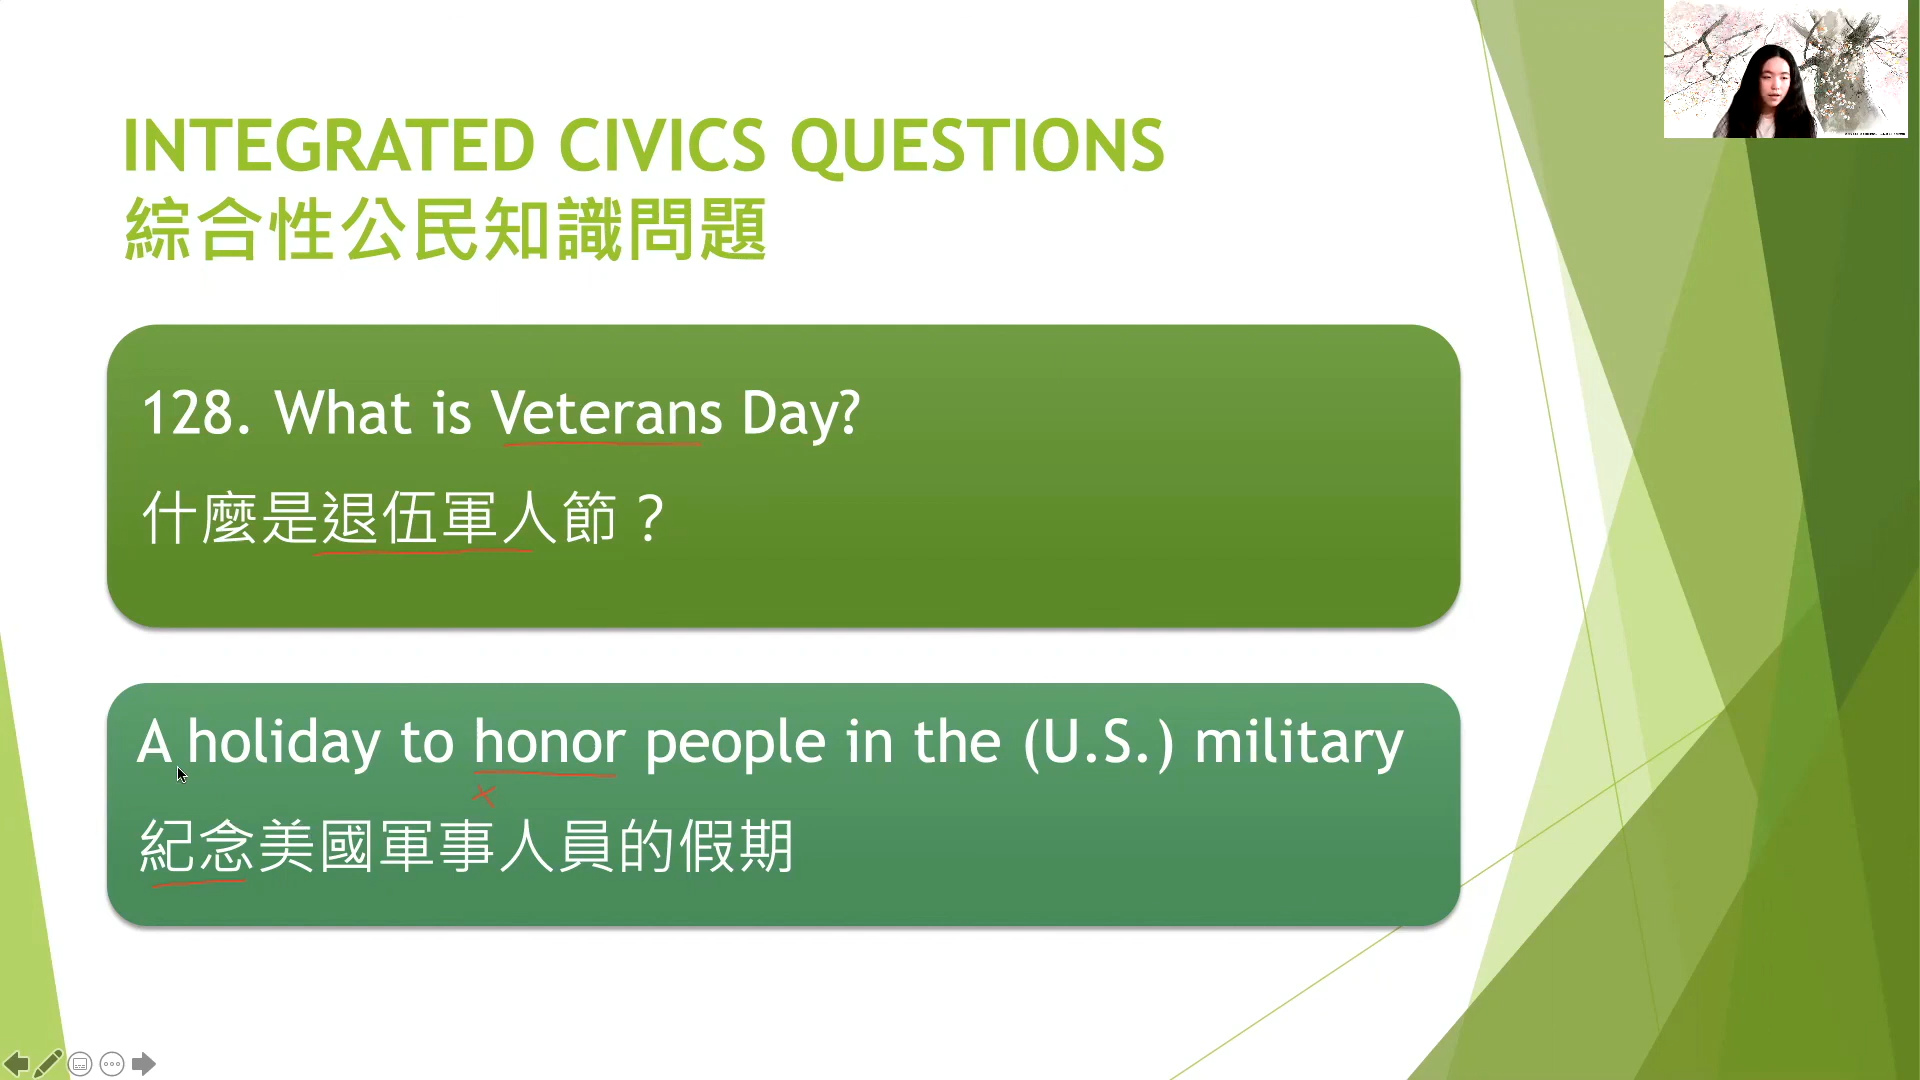 INTEGRATED CIVICS QUESTIONS
綜合性公民知識問題
128. What is Veterans Day?
什麼是退伍軍人節？
A holiday to honor people in the (U.S.) military
紀念美國軍事人員的假期